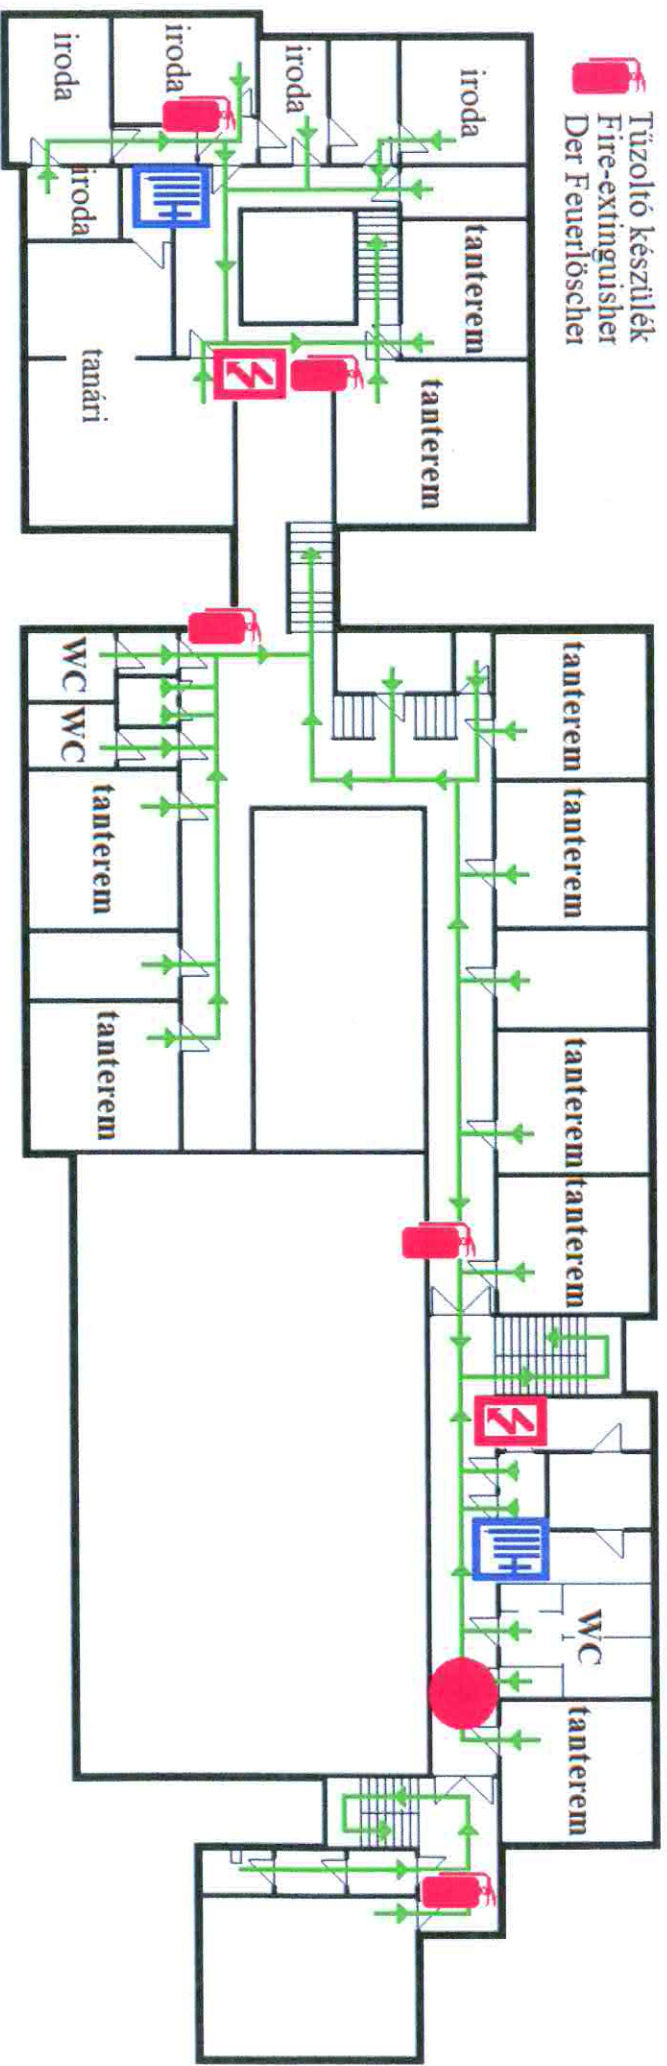 Tűzoltó készülék
Fire-extinguisher
Der Feuerlöscher
iroda
iroda
iroda
iroda
iroda
tanterem
tanterem
tanári
WC
WC
tanterem
tanterem
tanterem
tanterem
tanterem
tanterem
WC
tanterem